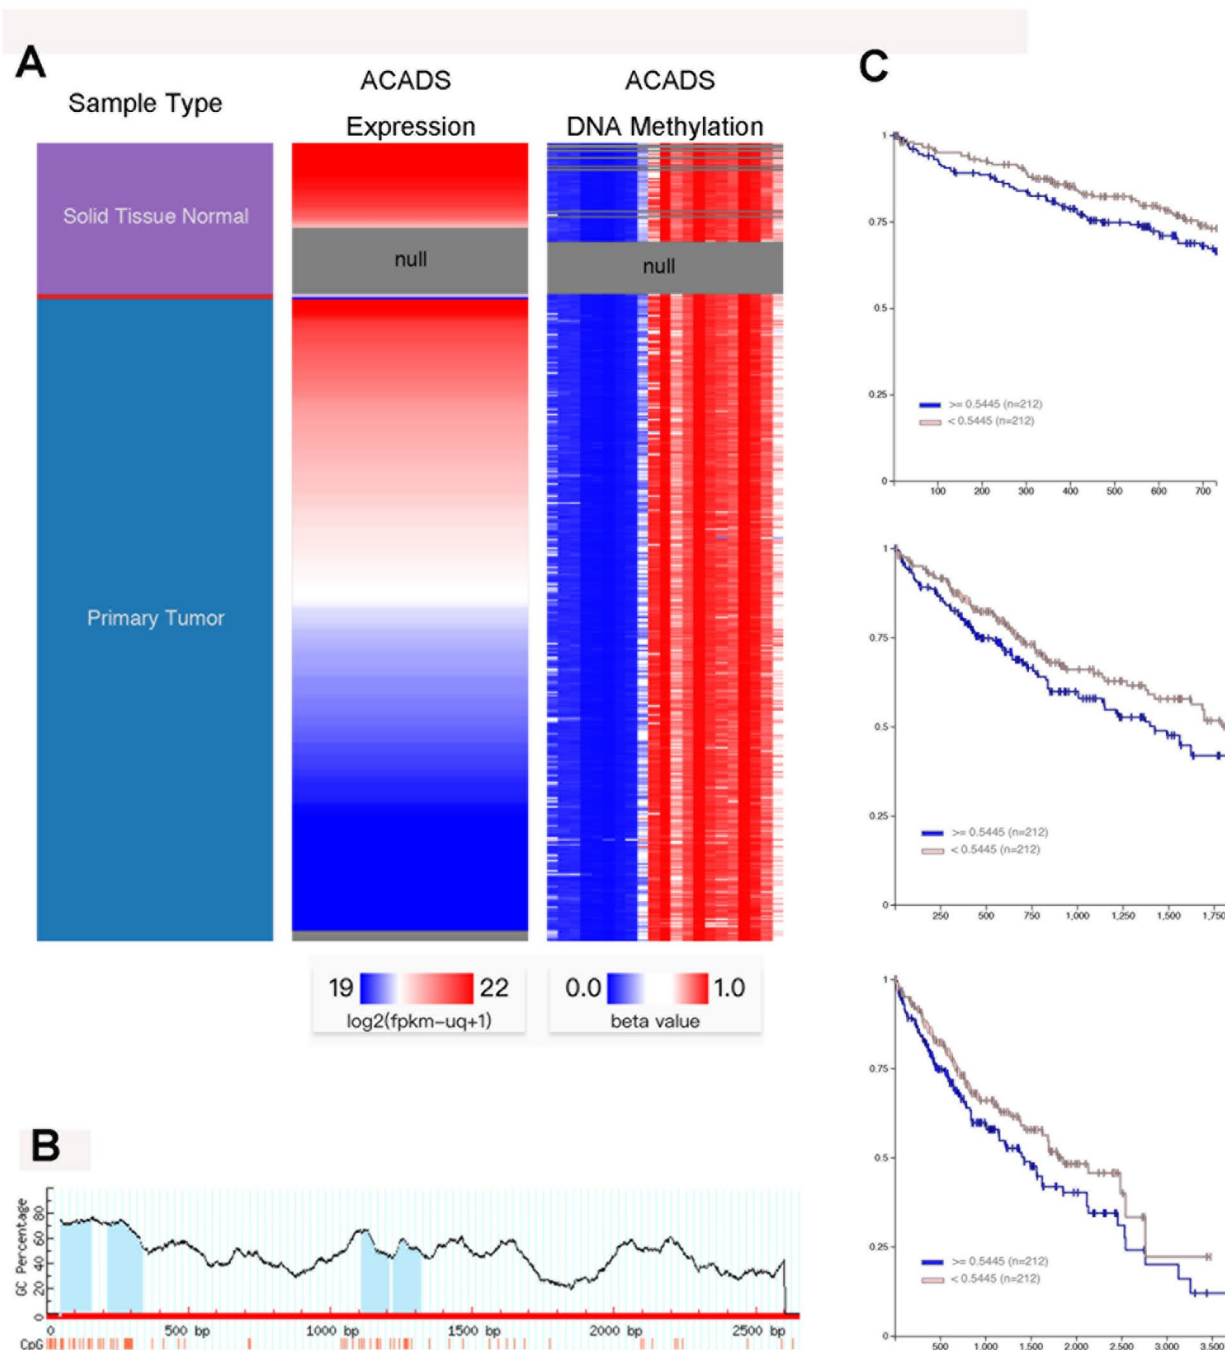 A
Sample Type
ACADS
Expression
ACADS
DNA Methylation
Solid Tissue Normal
null
null
Primary Tumor
19 22
log2(fpkm-uq+1)
0.0 1.0
beta value
B
GC Percentage
80
60
40
20
0
0 500 bp 1000 bp 1500 bp 2000 bp 2500 bp
CpG
C
1
0.75
0.5
0.25
0
>= 0.5445 (n=212)
< 0.5445 (n=212)
100 200 300 400 500 600 700
1
0.75
0.5
0.25
0
>= 0.5445 (n=212)
< 0.5445 (n=212)
250 500 750 1,000 1,250 1,500 1,750
1
0.75
0.5
0.25
0
>= 0.5445 (n=212)
< 0.5445 (n=212)
500 1,000 1,500 2,000 2,500 3,000 3,500